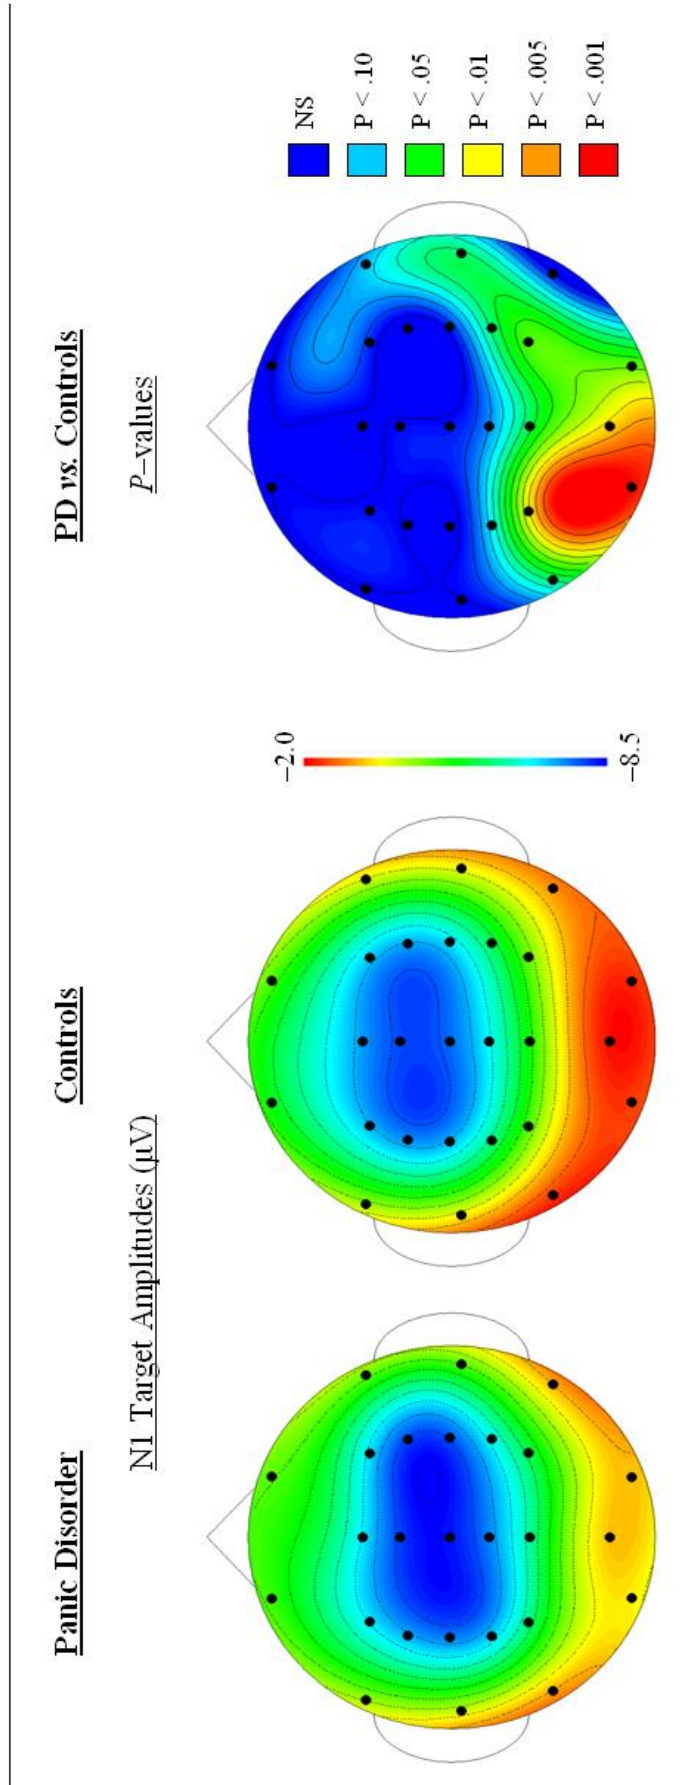 Panic Disorder
Controls
PD vs. Controls
N1 Target Amplitudes (µV)
P–values
–2.0
–8.5
NS
P < .10
P < .05
P < .01
P < .005
P < .001